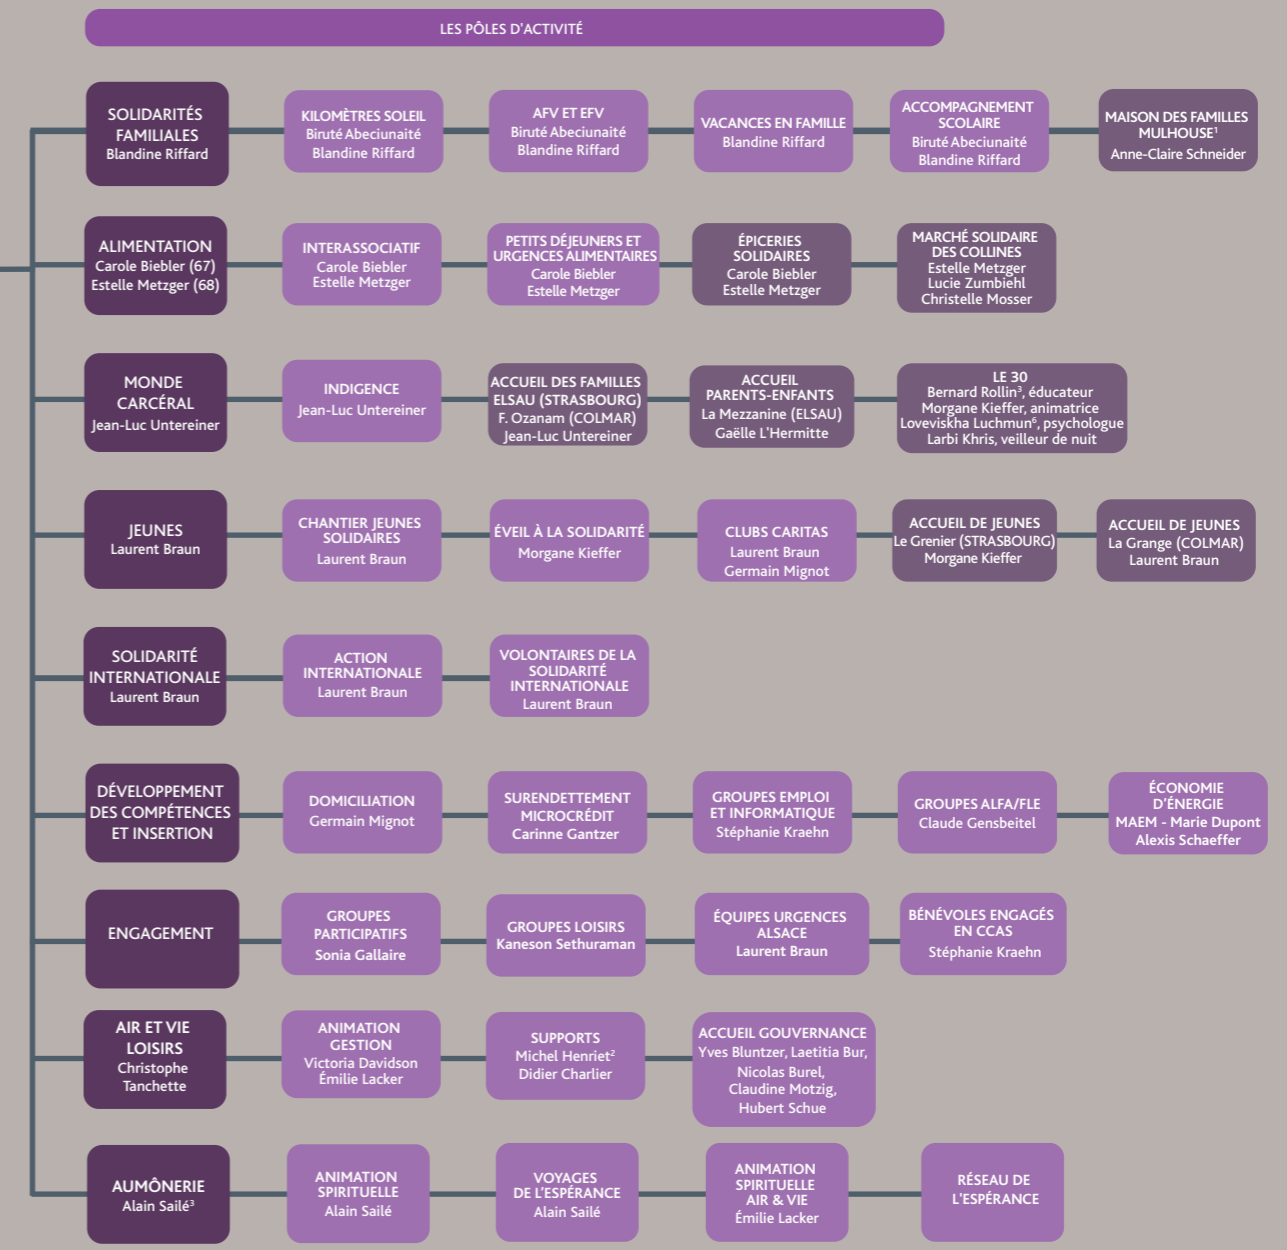 LES PÔLES D'ACTIVITÉ
SOLIDARITÉS
FAMILIALES
Blandine Riffard
KILOMÈTRES SOLEIL
Biruté Abeciunaité
Blandine Riffard
AFV ET EFV
Biruté Abeciunaité
Blandine Riffard
VACANCES EN FAMILLE
Blandine Riffard
ACCOMPAGNEMENT
SCOLAIRE
Biruté Abeciunaité
Blandine Riffard
MAISON DES FAMILLES
MULHOUSE¹
Anne-Claire Schneider
ALIMENTATION
Carole Biebler (67)
Estelle Metzger (68)
INTERASSOCIATIF
Carole Biebler
Estelle Metzger
PETITS DÉJEUNERS ET
URGENCES ALIMENTAIRES
Carole Biebler
Estelle Metzger
ÉPICERIES
SOLIDAIRES
Carole Biebler
Estelle Metzger
MARCHÉ SOLIDAIRE
DES COLLINES
Estelle Metzger
Lucie Zumbiehl
Christelle Mosser
MONDE
CARCÉRAL
Jean-Luc Untereiner
INDIGENCE
Jean-Luc Untereiner
ACCUEIL DES FAMILLES
ELSAU (STRASBOURG)
F. Ozanam (COLMAR)
Jean-Luc Untereiner
ACCUEIL
PARENTS-ENFANTS
La Mezzanine (ELSAU)
Gaëlle L'Hermitte
LE 30
Bernard Rollin³, éducateur
Morgane Kieffer, animatrice
Loveviskha Luchmun⁶, psychologue
Larbi Khris, veilleur de nuit
JEUNES
Laurent Braun
CHANTIER JEUNES
SOLIDAIRES
Laurent Braun
ÉVEIL À LA SOLIDARITÉ
Morgane Kieffer
CLUBS CARITAS
Laurent Braun
Germain Mignot
ACCUEIL DE JEUNES
Le Grenier (STRASBOURG)
Morgane Kieffer
ACCUEIL DE JEUNES
La Grange (COLMAR)
Laurent Braun
SOLIDARITÉ
INTERNATIONALE
Laurent Braun
ACTION
INTERNATIONALE
Laurent Braun
VOLONTAIRES DE LA
SOLIDARITÉ
INTERNATIONALE
Laurent Braun
DÉVELOPPEMENT
DES COMPÉTENCES
ET INSERTION
DOMICILIATION
Germain Mignot
SURENDETTEMENT
MICROCRÉDIT
Carinne Gantzer
GROUPES EMPLOI
ET INFORMATIQUE
Stéphanie Kraehn
GROUPES ALFA/FLE
Claude Gensbeitel
ÉCONOMIE
D'ÉNERGIE
MAEM - Marie Dupont
Alexis Schaeffer
ENGAGEMENT
GROUPES
PARTICIPATIFS
Sonia Gallaire
GROUPES LOISIRS
Kaneson Sethuraman
ÉQUIPES URGENCES
ALSACE
Laurent Braun
BÉNÉVOLES ENGAGÉS
EN CCAS
Stéphanie Kraehn
AIR ET VIE
LOISIRS
Christophe
Tanchette
ANIMATION
GESTION
Victoria Davidson
Émilie Lacker
SUPPORTS
Michel Henriet²
Didier Charlier
ACCUEIL GOUVERNANCE
Yves Bluntzer, Laetitia Bur,
Nicolas Burel,
Claudine Motzig,
Hubert Schue
AUMÔNERIE
Alain Sailé³
ANIMATION
SPIRITUELLE
Alain Sailé
VOYAGES
DE L'ESPÉRANCE
Alain Sailé
ANIMATION
SPIRITUELLE
AIR & VIE
Émilie Lacker
RÉSEAU DE
L'ESPÉRANCE